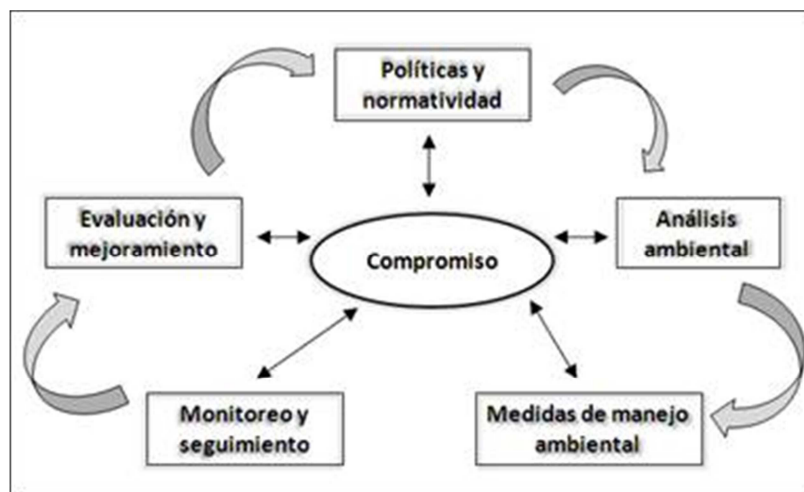 Políticas y
normatividad
Evaluación y
mejoramiento
Análisis
ambiental
Compromiso
Monitoreo y
seguimiento
Medidas de manejo
ambiental